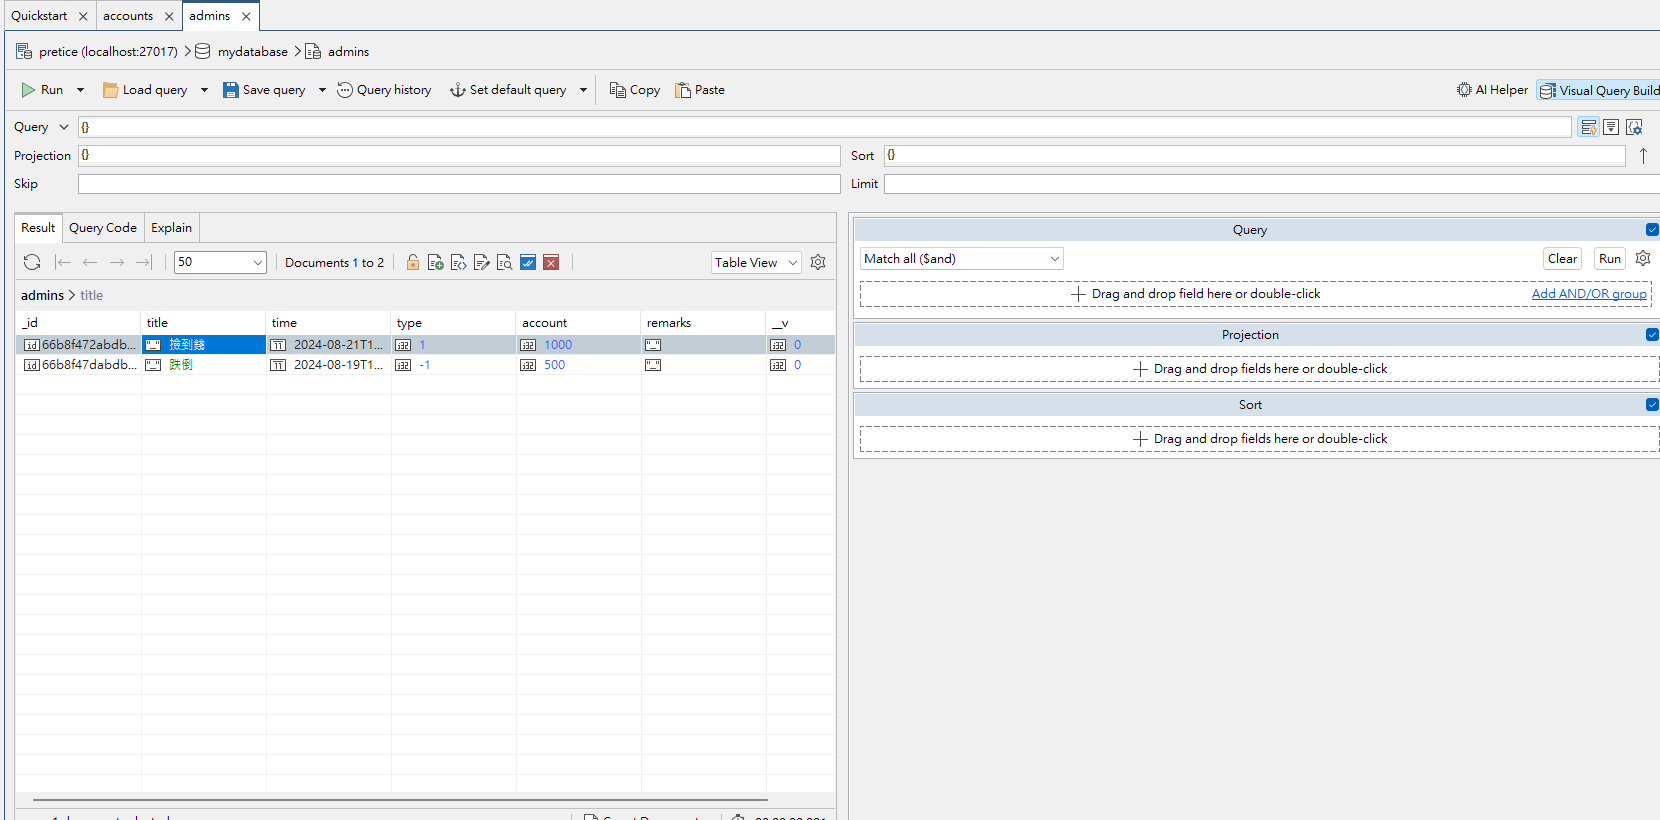 Quickstart accounts admins
pretice (localhost:27017) mydatabase admins
Run Load query Save query Query history Set default query Copy Paste AI Helper Visual Query Build
Query {}
Projection {} Sort {}
Skip Limit
Result Query Code Explain
50 Documents 1 to 2 Table View
admins > title
_id title time type account remarks __v
66b8f472abdb... 撿到錢 2024-08-21T1... 1 1000 0
66b8f47dabdb... 跌倒 2024-08-19T1... -1 500 0
Query
Match all ($and) Clear Run
Drag and drop field here or double-click Add AND/OR group
Projection
Drag and drop fields here or double-click
Sort
Drag and drop fields here or double-click